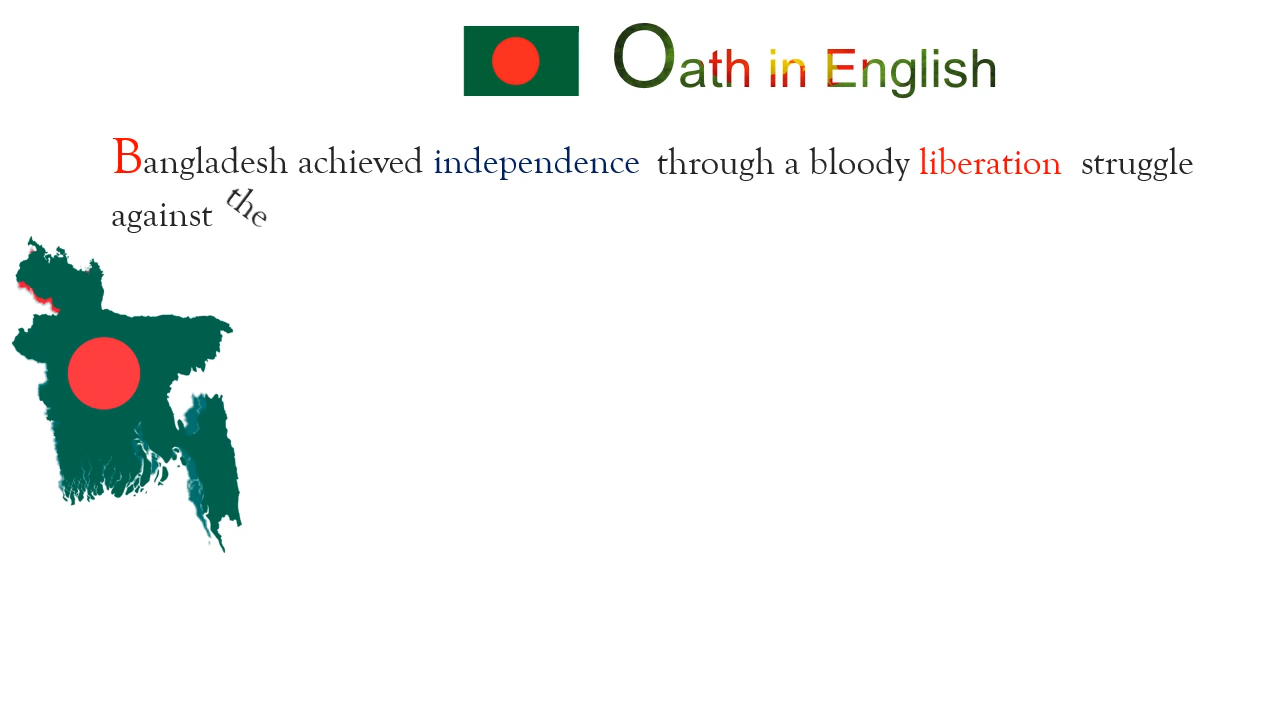 Oath in English
Bangladesh achieved independence through a bloody liberation struggle
against the